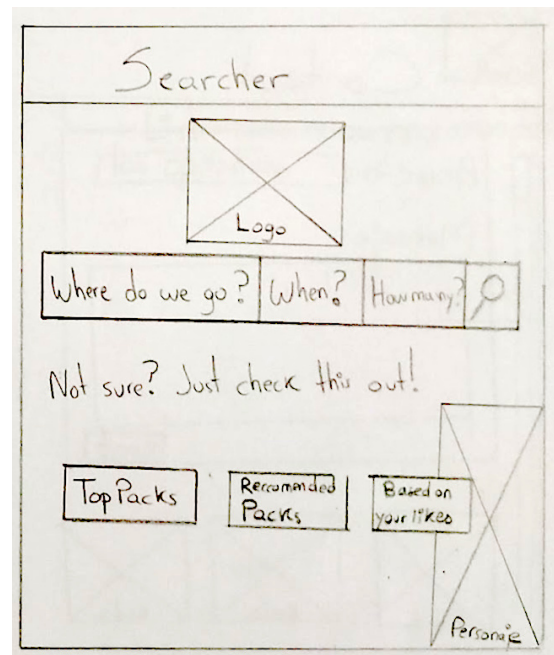 Searcher
Logo
Where do we go? When? How many?
Not sure? Just check this out!
Top Packs
Recommended
Packs
Based on
your likes
Personaje